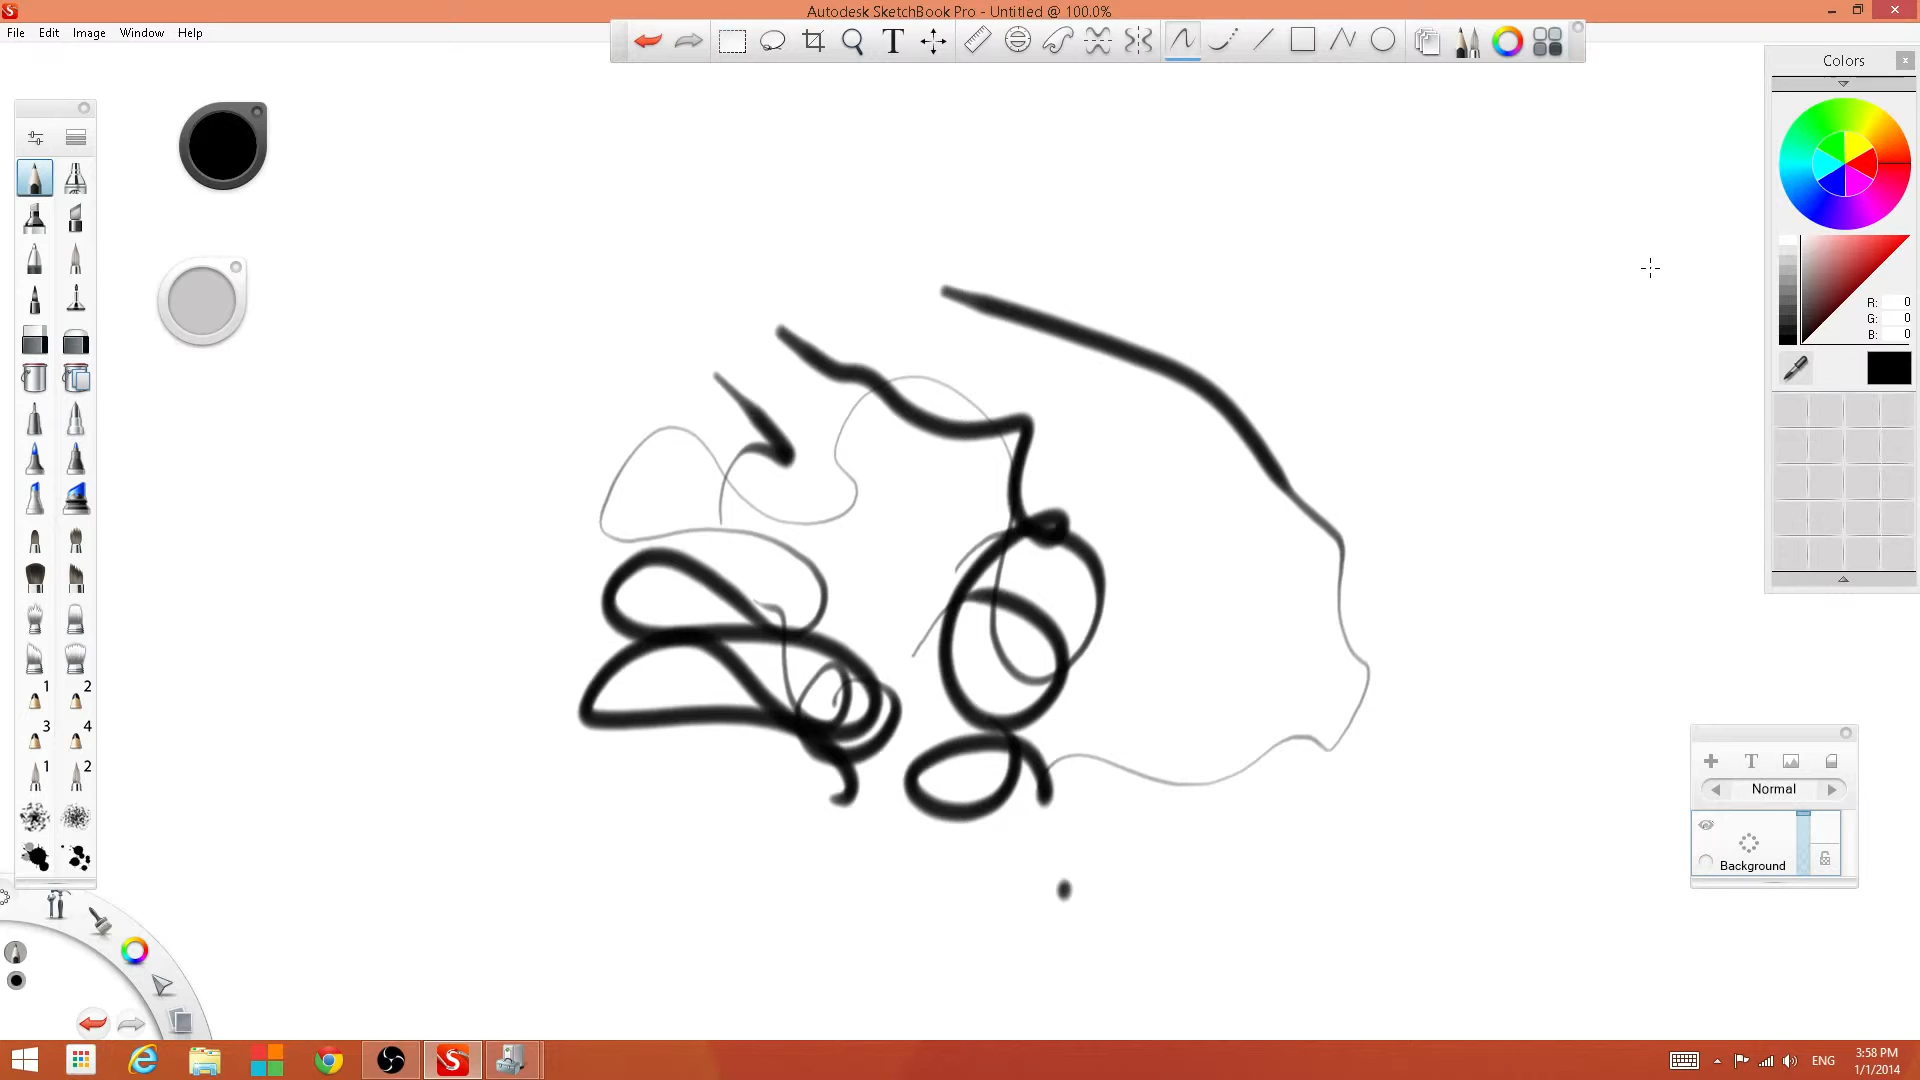 Autodesk SketchBook Pro - Untitled @ 100.0%
File Edit Image Window Help
T
Colors
R: 0
G: 0
B: 0
1 2
3 4
1 2
T
Normal
Background
ENG
3:58 PM
1/1/2014